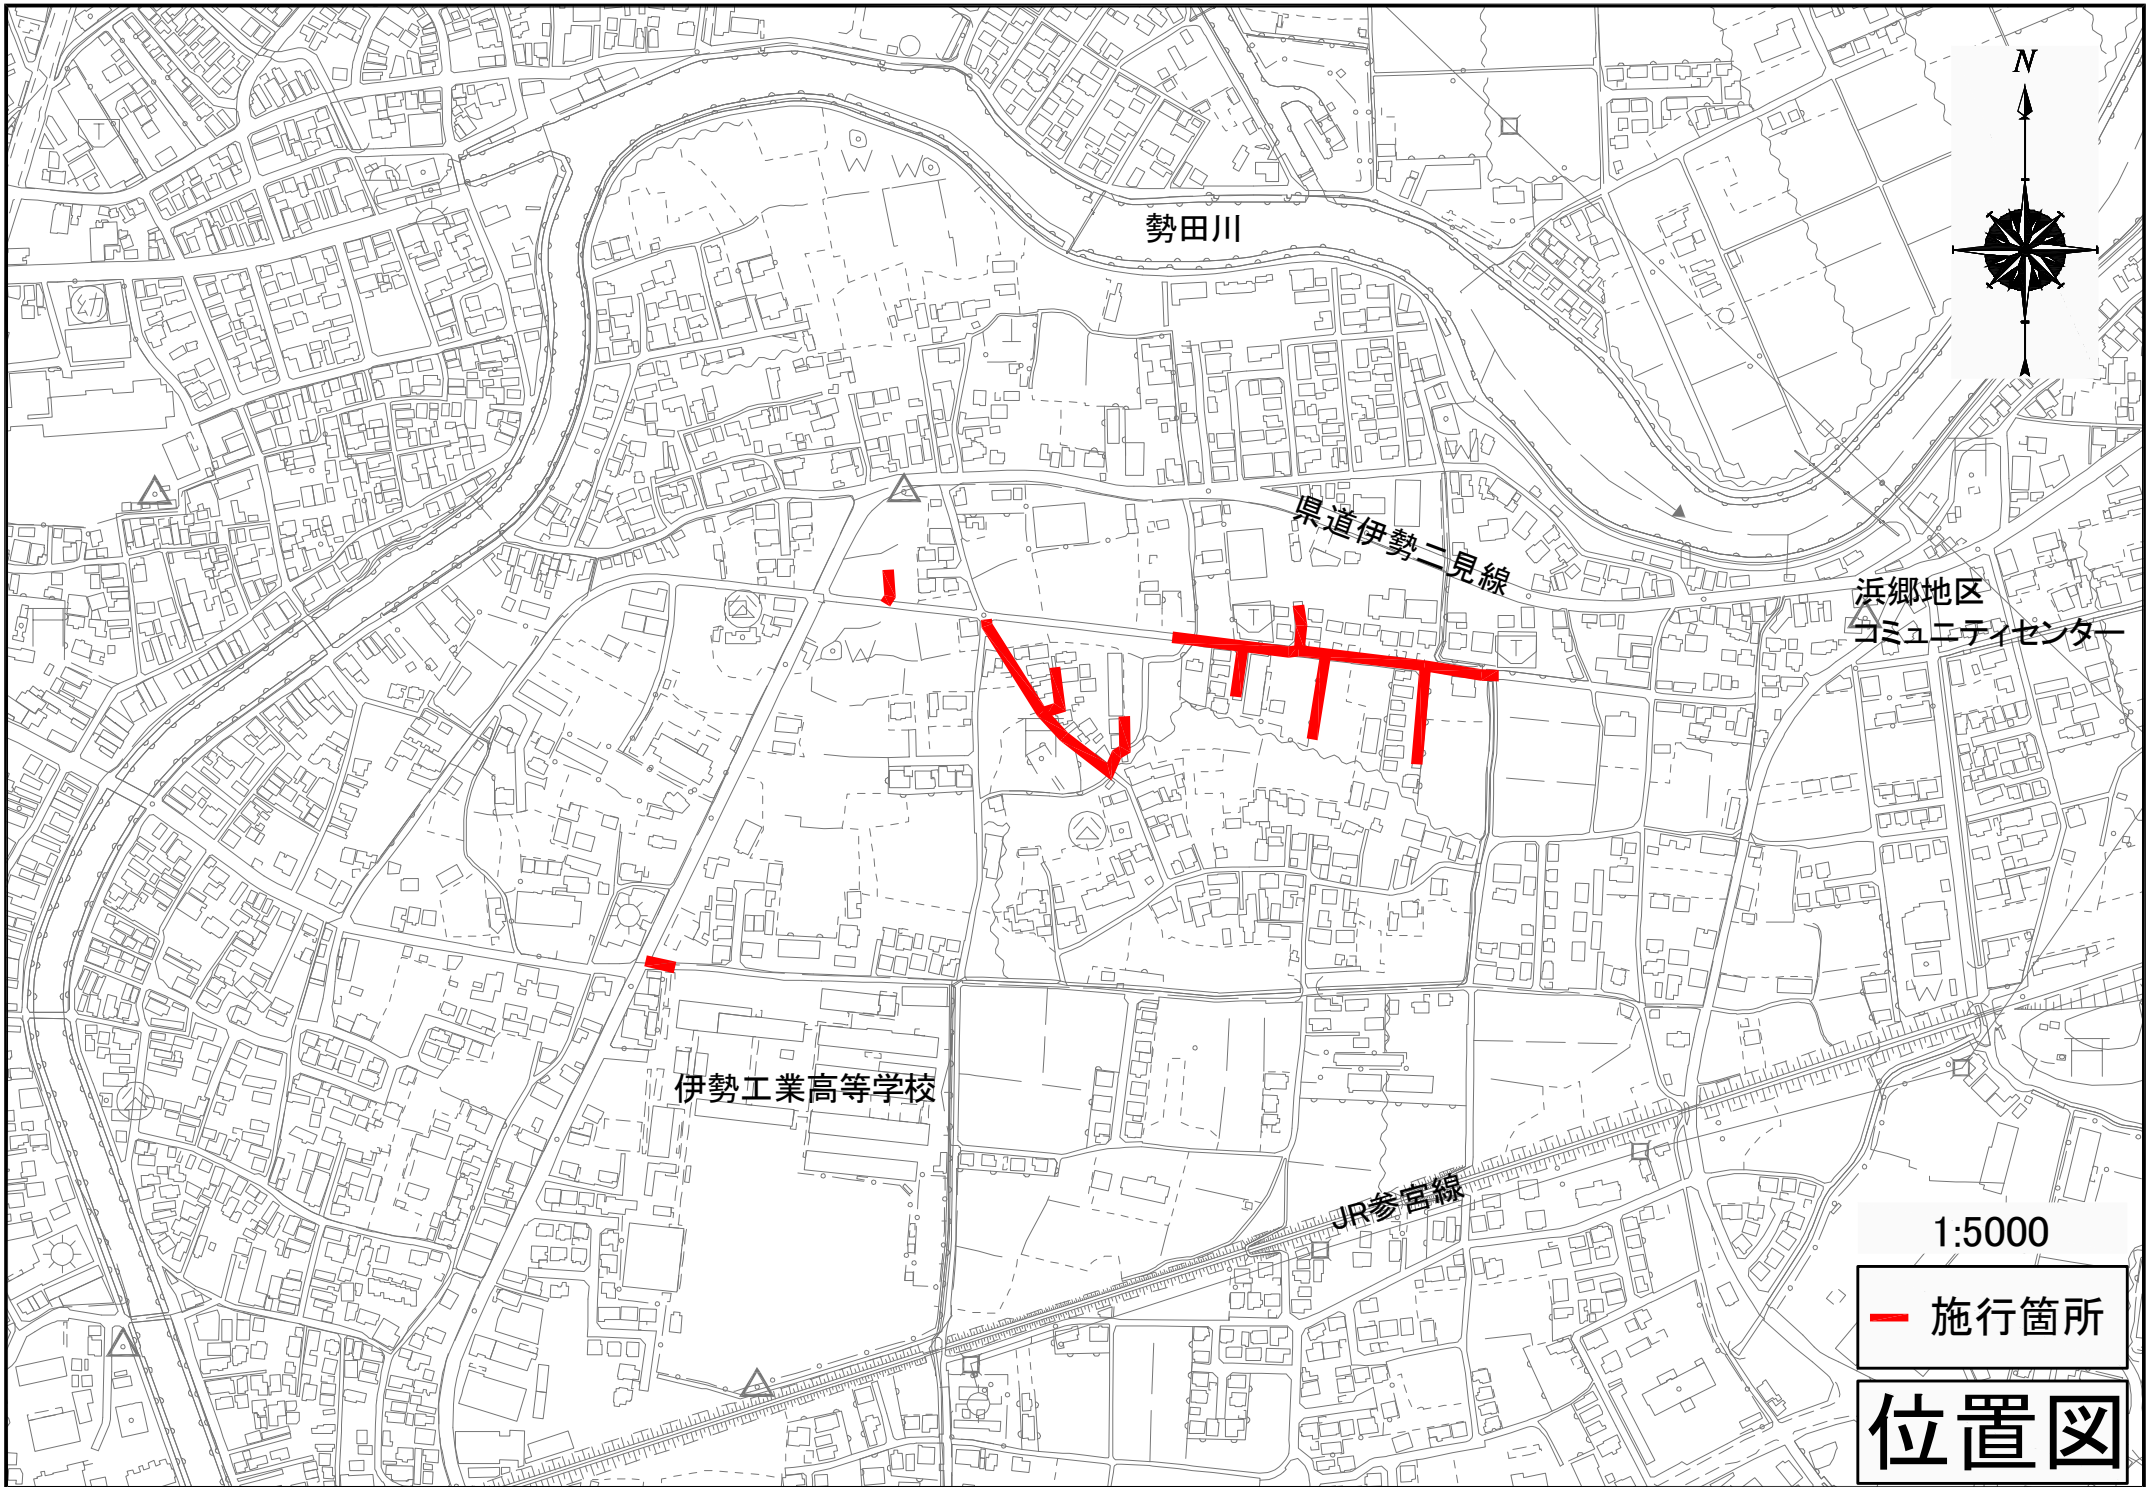 N
勢田川
幼
県道伊勢二見線
浜郷地区
コミュニティセンター
伊勢工業高等学校
JR参宮線
1:5000
施行箇所
位置図